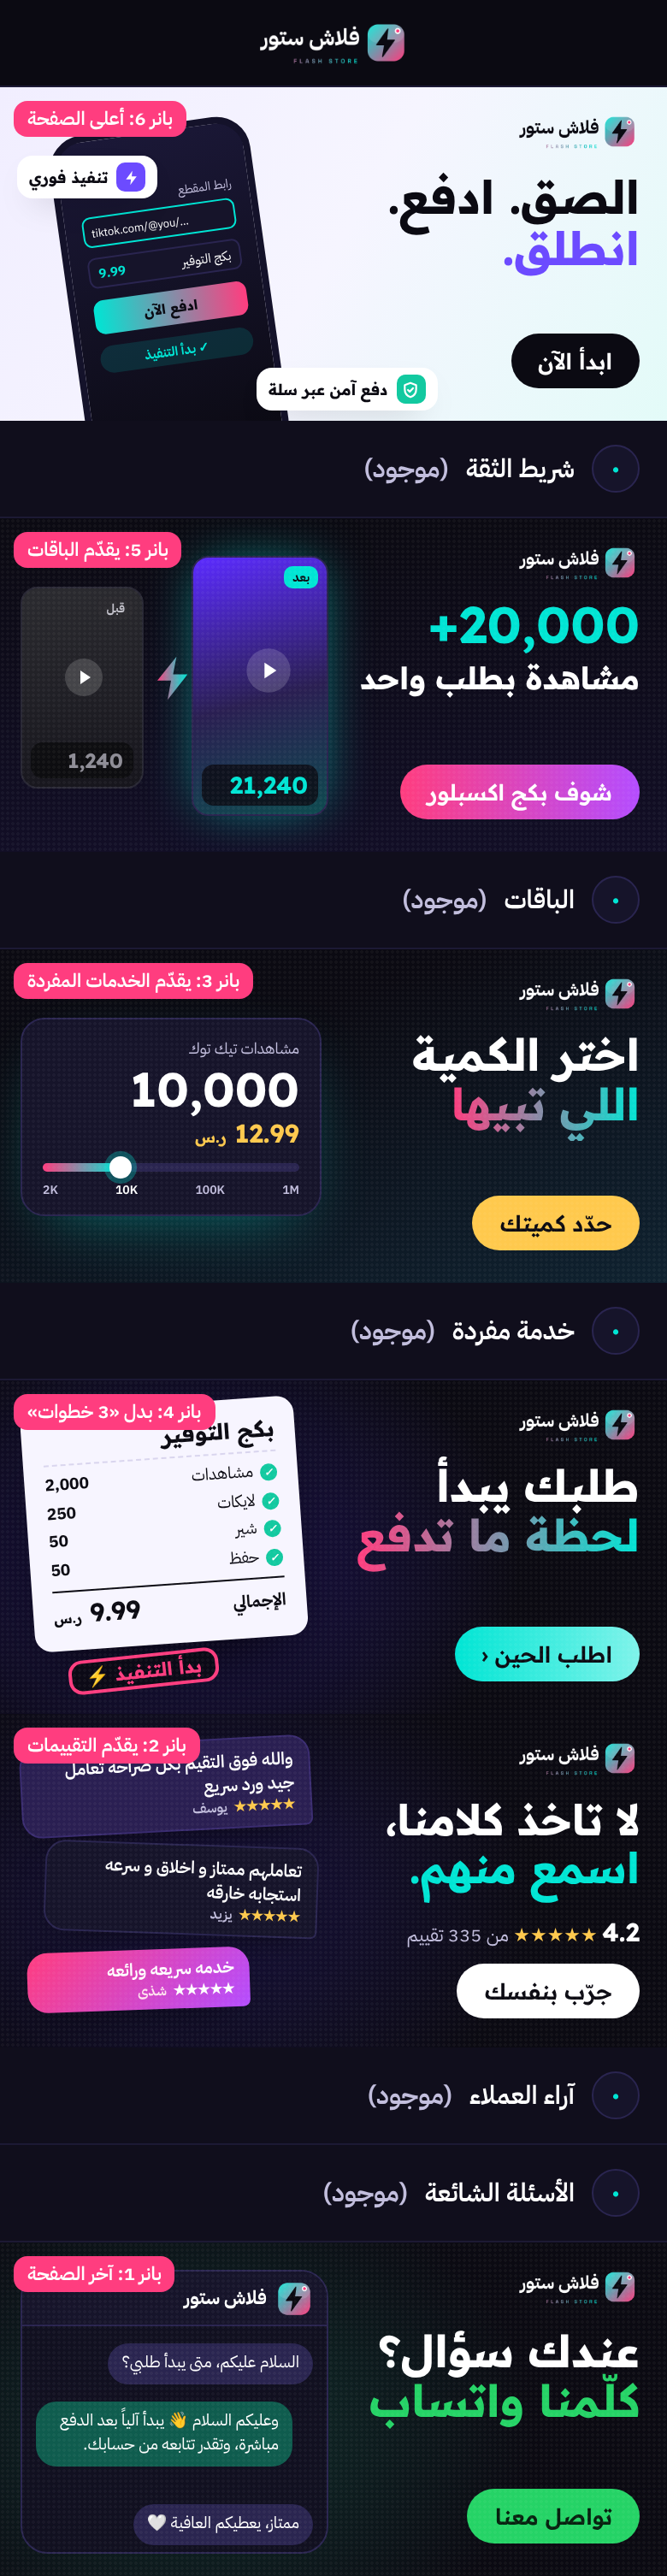 فلاش ستور
FLASH STORE
بانر 6: أعلى الصفحة
فلاش ستور
FLASH STORE
تنفيذ فوري
رابط المقطع
tiktok.com/@you/...
بكج التوفير 9.99
ادفع الآن
✓ بدأ التنفيذ
دفع آمن عبر سلة
الصق. ادفع.
انطلق.
ابدأ الآن
شريط الثقة (موجود)
بانر 5: يقدّم الباقات
فلاش ستور
FLASH STORE
+20,000
مشاهدة بطلب واحد
شوف بكج اكسبلور
بعد
21,240
قبل
1,240
الباقات (موجود)
بانر 3: يقدّم الخدمات المفردة
فلاش ستور
FLASH STORE
اختر الكمية
اللي تبيها
حدّد كميتك
مشاهدات تيك توك
10,000
12.99 ر.س
2K 10K 100K 1M
خدمة مفردة (موجود)
بانر 4: بدل «3 خطوات»
فلاش ستور
FLASH STORE
طلبك يبدأ
لحظة ما تدفع
اطلب الحين ‹
بكج التوفير
مشاهدات 2,000
لايكات 250
شير 50
حفظ 50
الإجمالي 9.99 ر.س
بدأ التنفيذ ⚡
بانر 2: يقدّم التقييمات
فلاش ستور
FLASH STORE
لا تاخذ كلامنا،
اسمع منهم.
4.2 ★★★★★ من 335 تقييم
جرّب بنفسك
والله فوق التقيم بكل صراحه تعامل
جيد ورد سريع
★★★★★ يوسف
تعاملهم ممتاز و اخلاق و سرعه
استجابه خارقه
★★★★★ يزيد
خدمه سريعه ورائعه
★★★★★ شذى
آراء العملاء (موجود)
الأسئلة الشائعة (موجود)
بانر 1: آخر الصفحة
فلاش ستور
FLASH STORE
عندك سؤال؟
كلّمنا واتساب
تواصل معنا
فلاش ستور
السلام عليكم، متى يبدأ طلبي؟
وعليكم السلام 👋 يبدأ آلياً بعد الدفع
مباشرة، وتقدر تتابعه من حسابك.
ممتاز، يعطيكم العافية 🤍